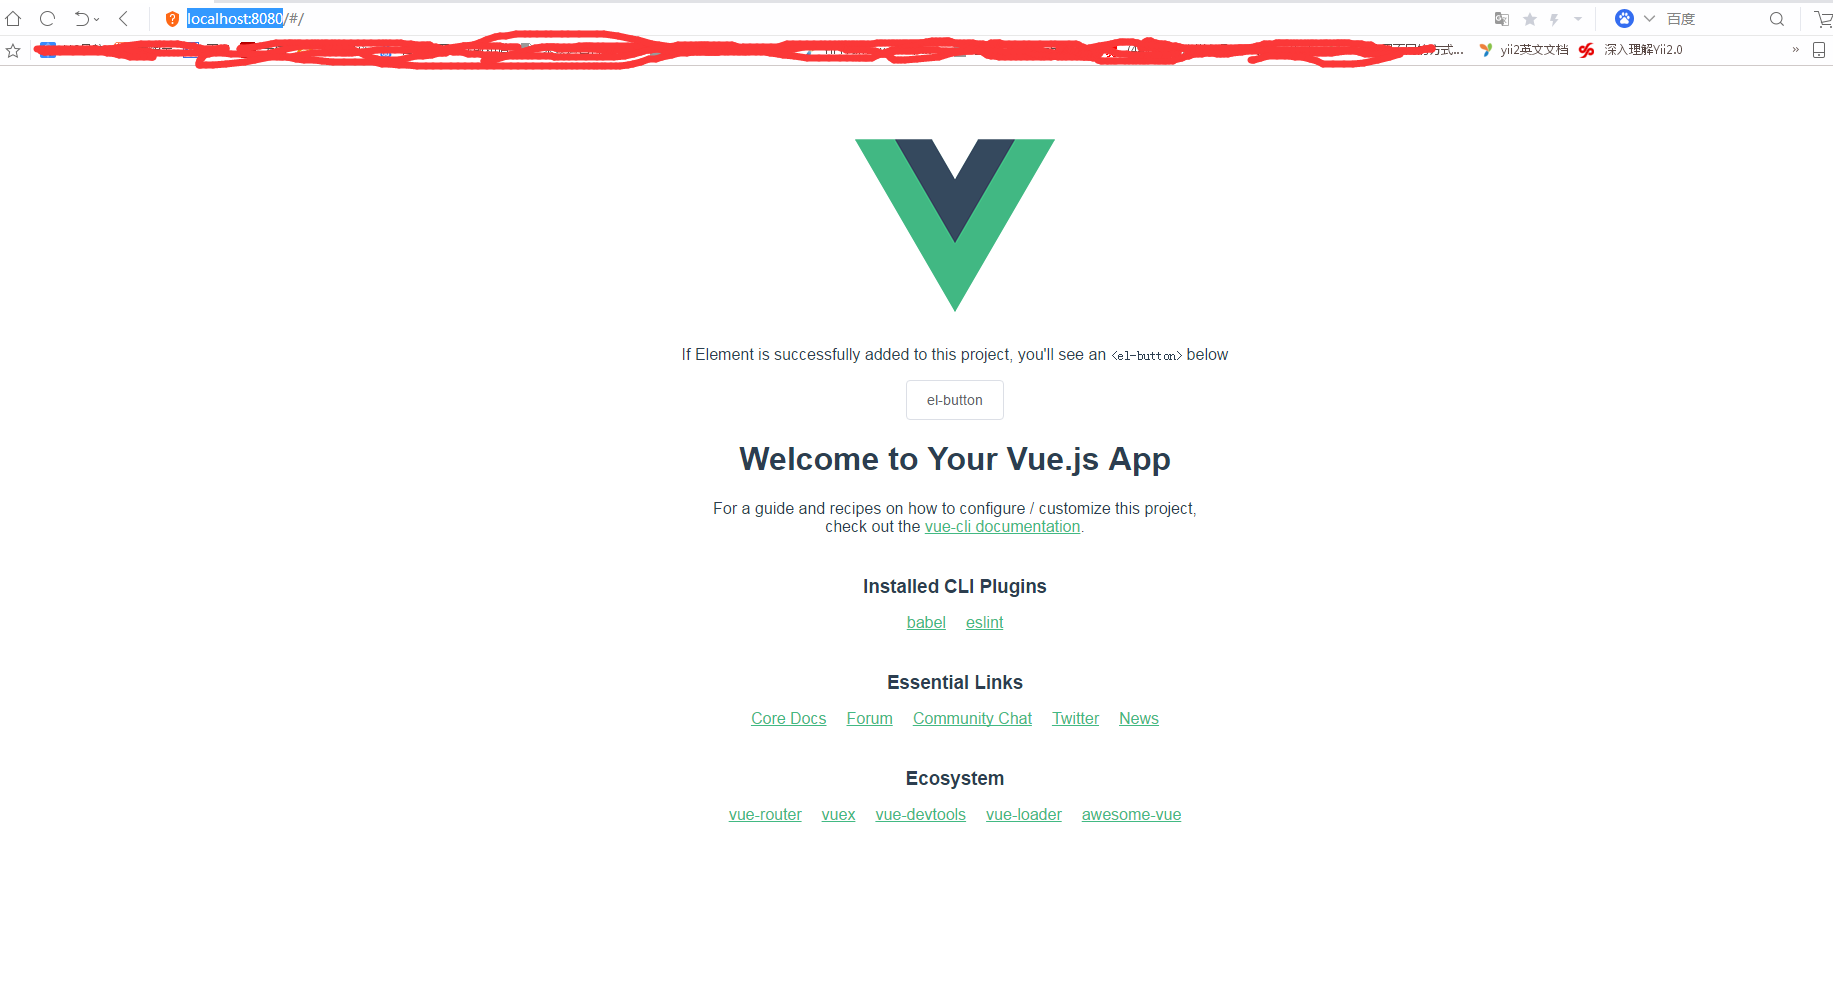 localhost:8080/#/
百度
yii2英文文档 深入理解Yii2.0
If Element is successfully added to this project, you'll see an <el-button> below
el-button
Welcome to Your Vue.js App
For a guide and recipes on how to configure / customize this project,
check out the vue-cli documentation.
Installed CLI Plugins
babel eslint
Essential Links
Core Docs Forum Community Chat Twitter News
Ecosystem
vue-router vuex vue-devtools vue-loader awesome-vue